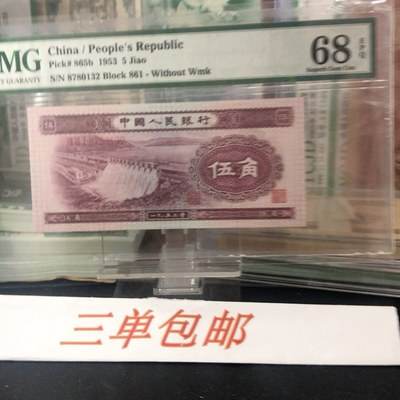 MG
China / People's Republic
Pick# 865b 1953 5 Jiao
S/N 8780132 Block 861 - Without Wmk
68
中國人民銀行
伍角
一九五三年
三单包邮